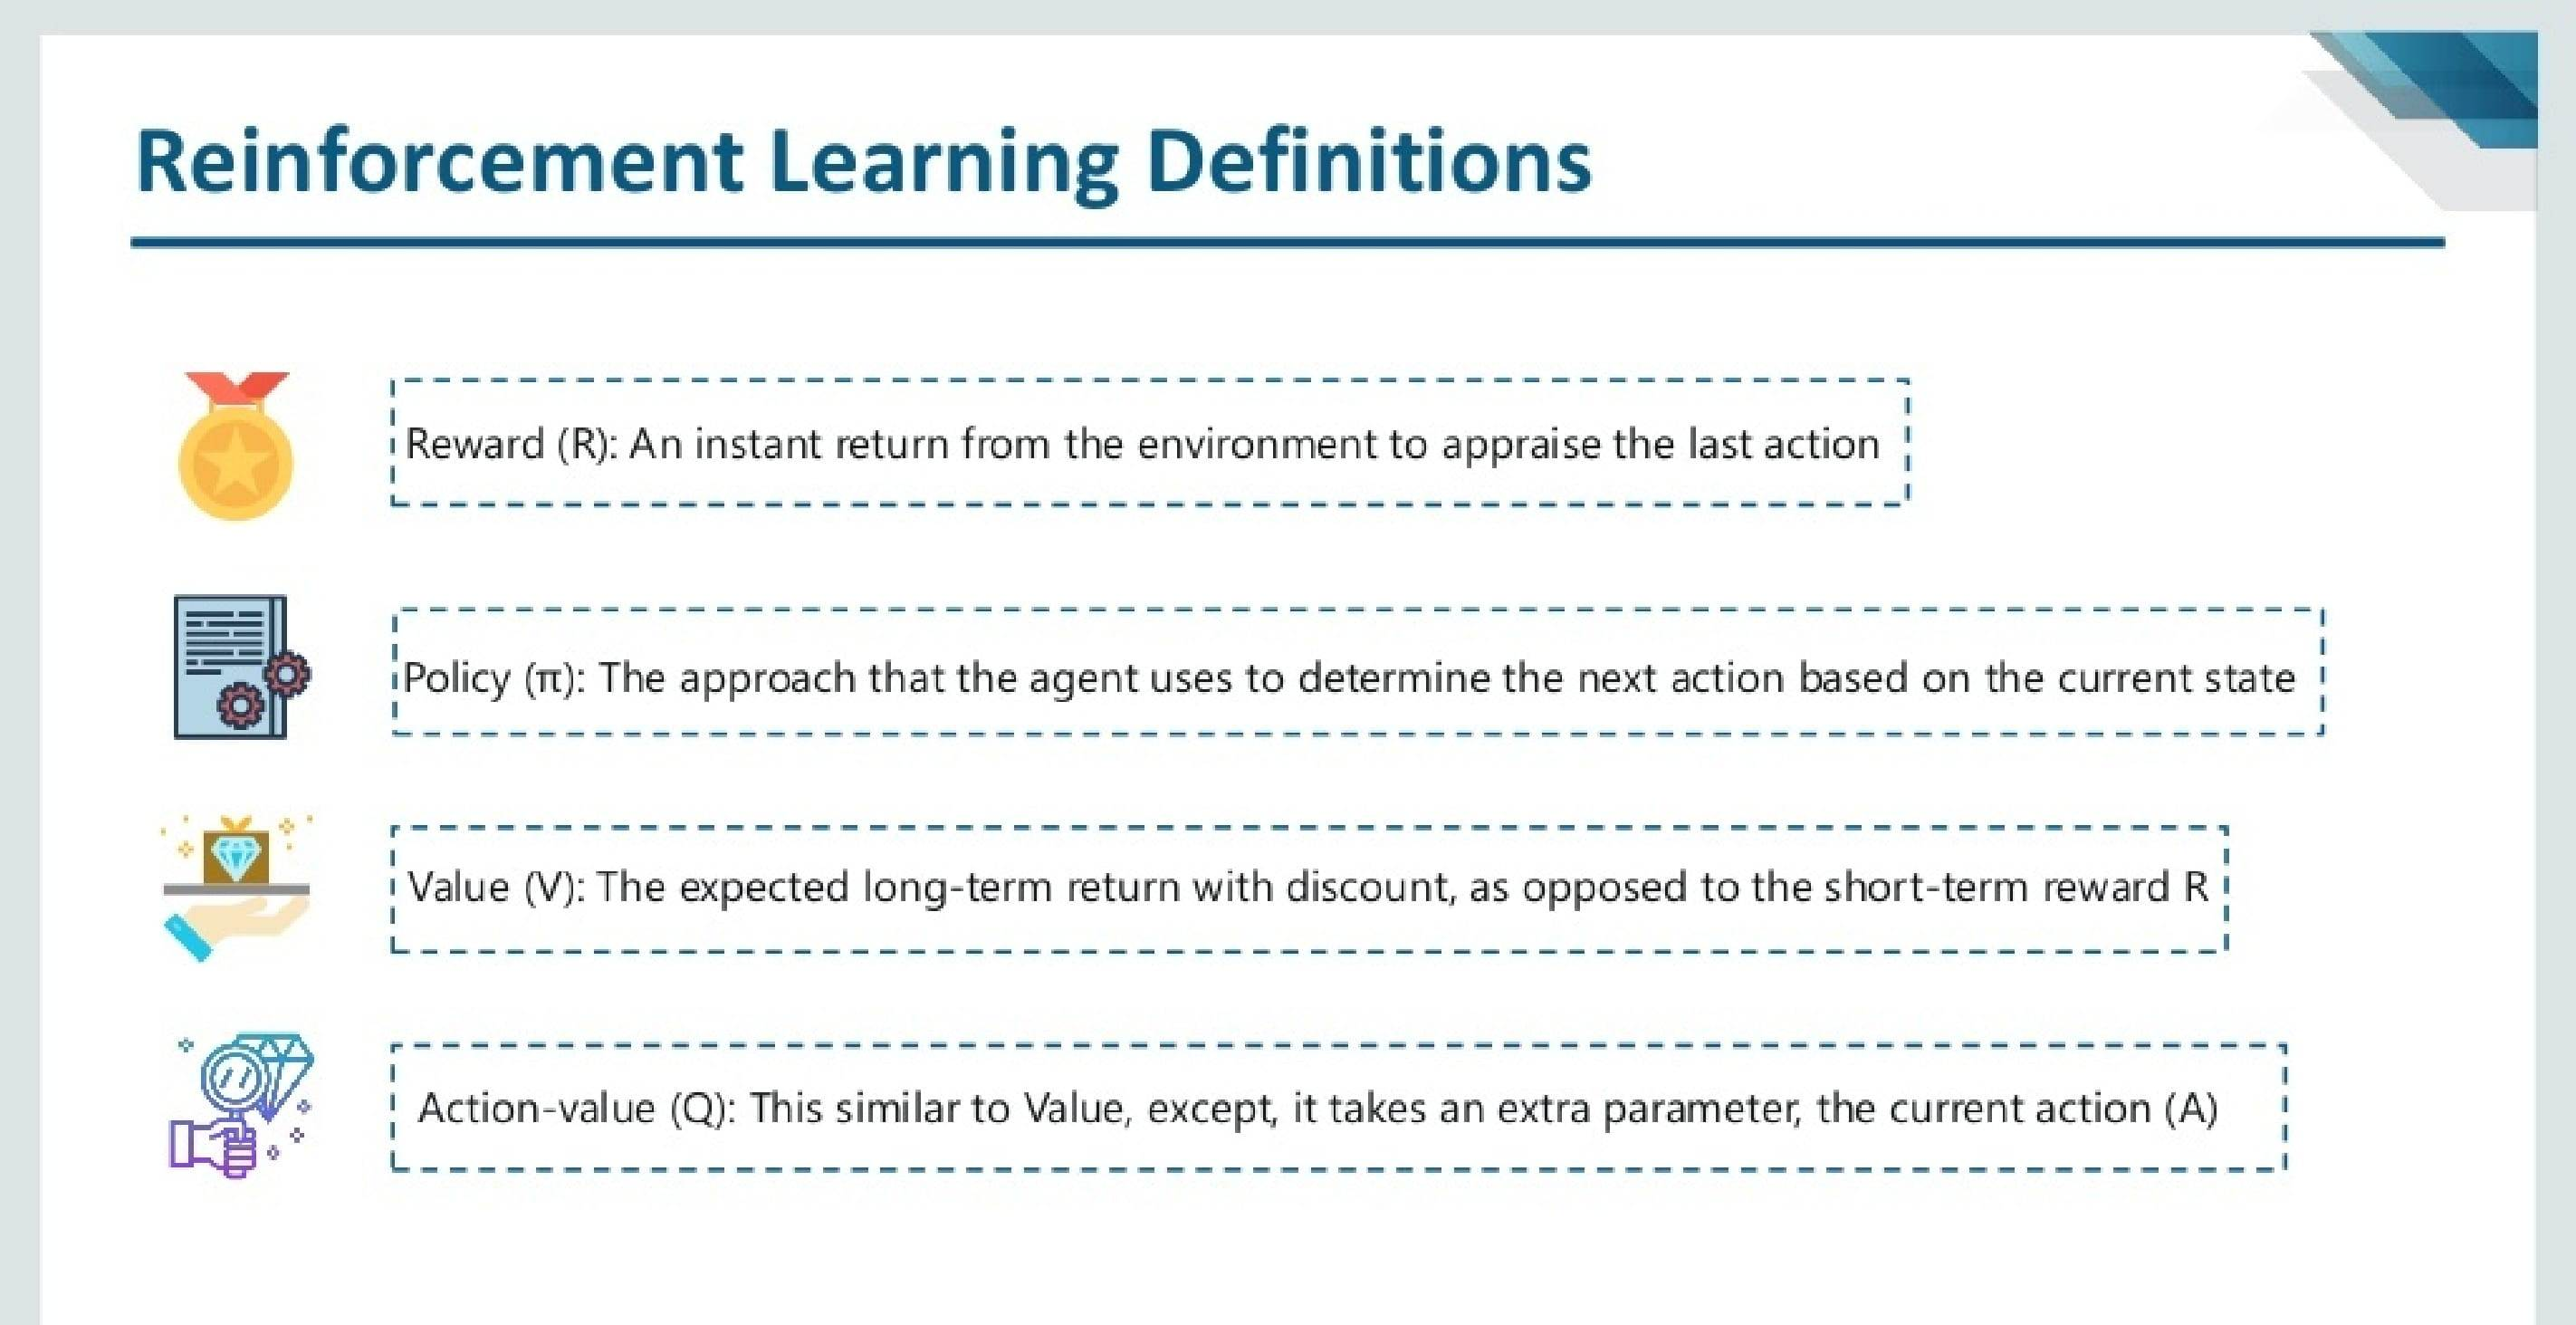 Reinforcement Learning Definitions
Reward (R): An instant return from the environment to appraise the last action
Policy (π): The approach that the agent uses to determine the next action based on the current state
Value (V): The expected long-term return with discount, as opposed to the short-term reward R
Action-value (Q): This similar to Value, except, it takes an extra parameter, the current action (A)